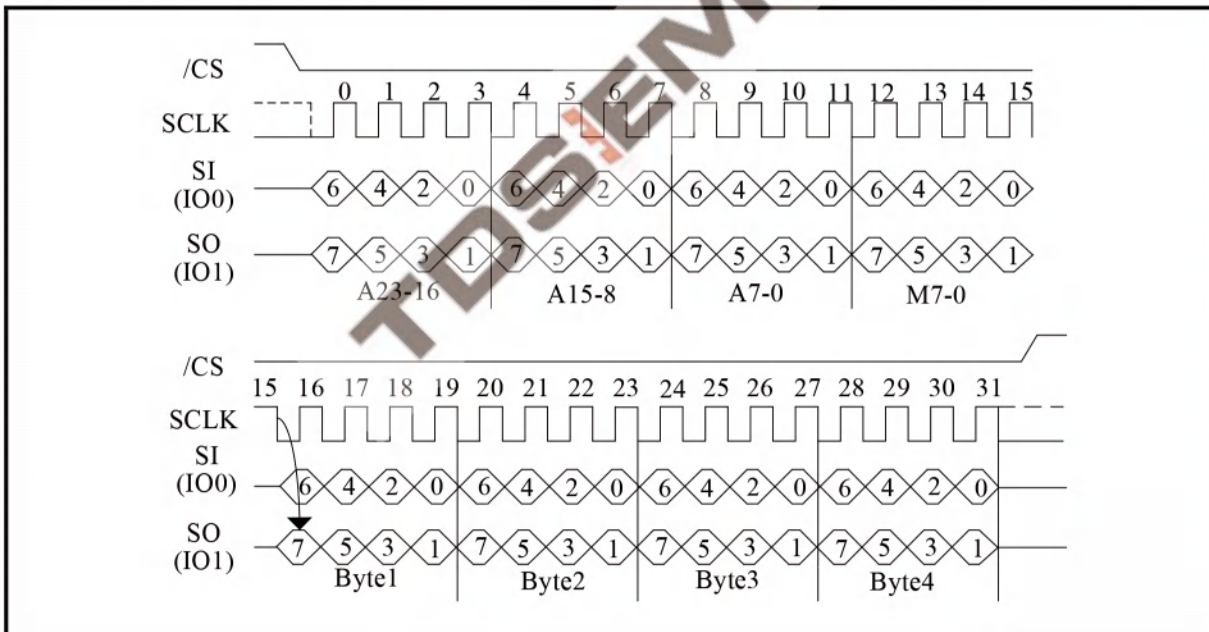 /CS
0 1 2 3 4 5 6 7 8 9 10 11 12 13 14 15
SCLK
SI
(IO0)
6 4 2 0 6 4 2 0 6 4 2 0 6 4 2 0
SO
(IO1)
7 5 3 1 7 5 3 1 7 5 3 1 7 5 3 1
A23-16 A15-8 A7-0 M7-0
/CS
15 16 17 18 19 20 21 22 23 24 25 26 27 28 29 30 31
SCLK
SI
(IO0)
6 4 2 0 6 4 2 0 6 4 2 0 6 4 2 0
SO
(IO1)
7 5 3 1 7 5 3 1 7 5 3 1 7 5 3 1
Byte1 Byte2 Byte3 Byte4